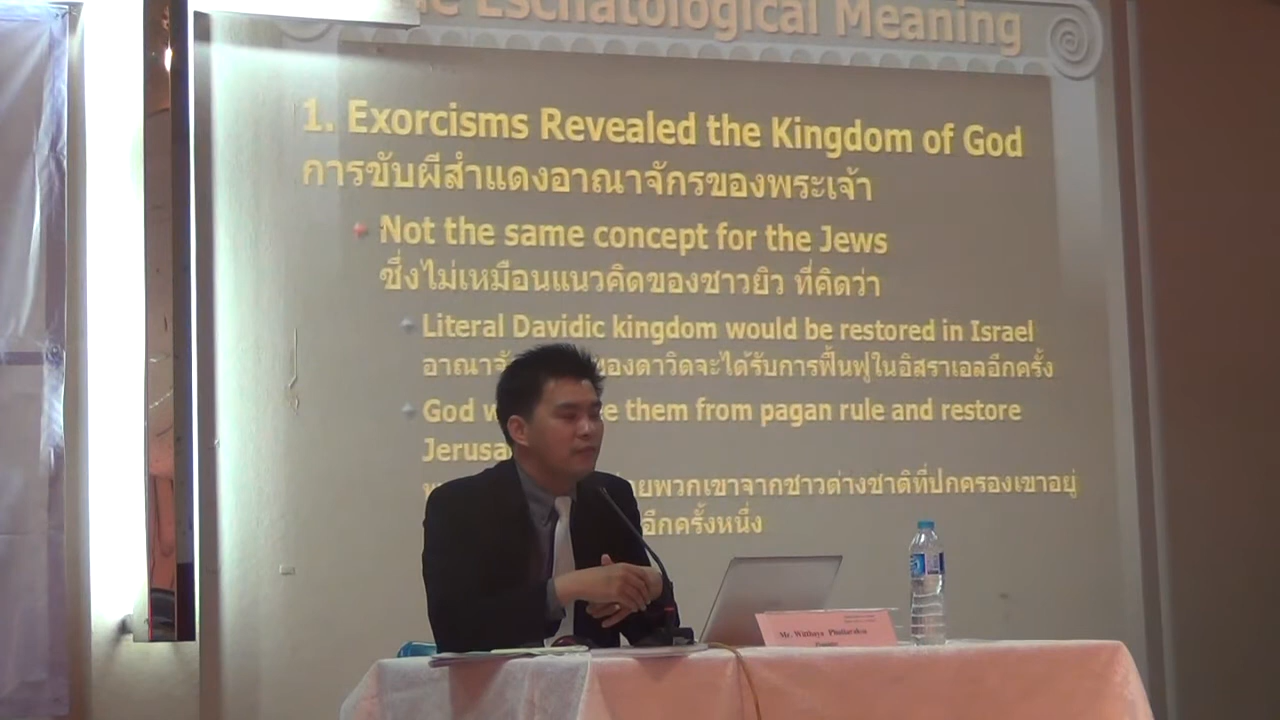 Eschatological Meaning
1. Exorcisms Revealed the Kingdom of God
การขับผีสำแดงอาณาจักรของพระเจ้า
Not the same concept for the Jews
ซึ่งไม่เหมือนแนวคิดของชาวยิว ที่คิดว่า
Literal Davidic kingdom would be restored in Israel
ของดาวิดจะได้รับการฟื้นฟูในอิสราเอลอีกครั้ง
God them from pagan rule and restore
พวกเขาจากชาวต่างชาติที่ปกครองเขาอยู่
อีกครั้งหนึ่ง
Mr.